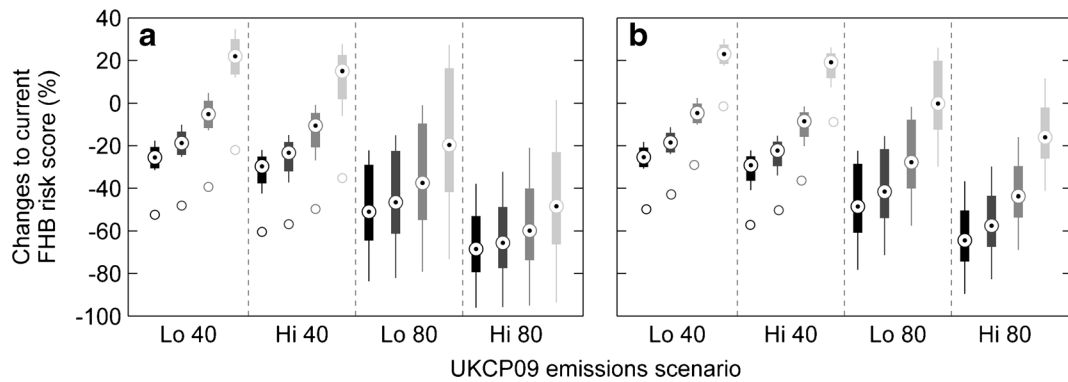 a
b
40
20
0
-20
-40
-60
-80
-100
Changes to current
FHB risk score (%)
Lo 40 Hi 40 Lo 80 Hi 80
Lo 40 Hi 40 Lo 80 Hi 80
UKCP09 emissions scenario